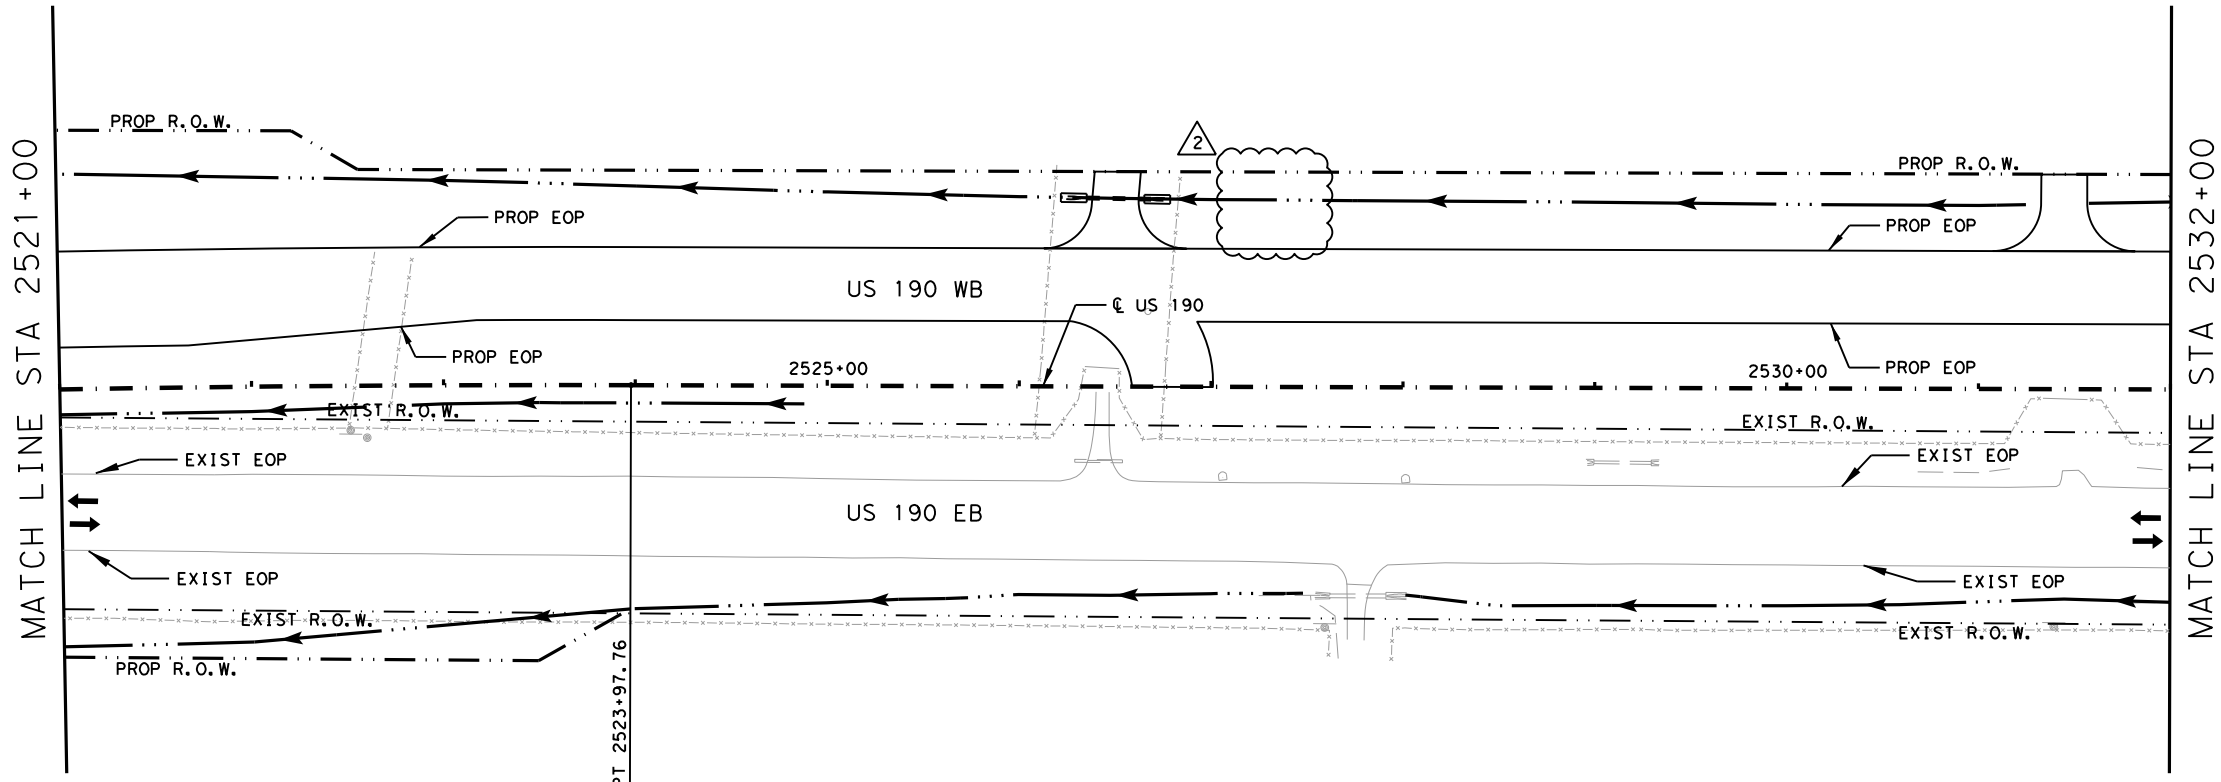 MATCH LINE STA 2521+00
PROP R.O.W.
2
PROP R.O.W.
PROP EOP
PROP EOP
US 190 WB
℄ US 190
PROP EOP
2525+00
2530+00
PROP EOP
EXIST R.O.W.
EXIST R.O.W.
EXIST EOP
EXIST EOP
US 190 EB
EXIST EOP
EXIST EOP
EXIST R.O.W.
EXIST R.O.W.
PROP R.O.W.
PT 2523+97.76
MATCH LINE STA 2532+00